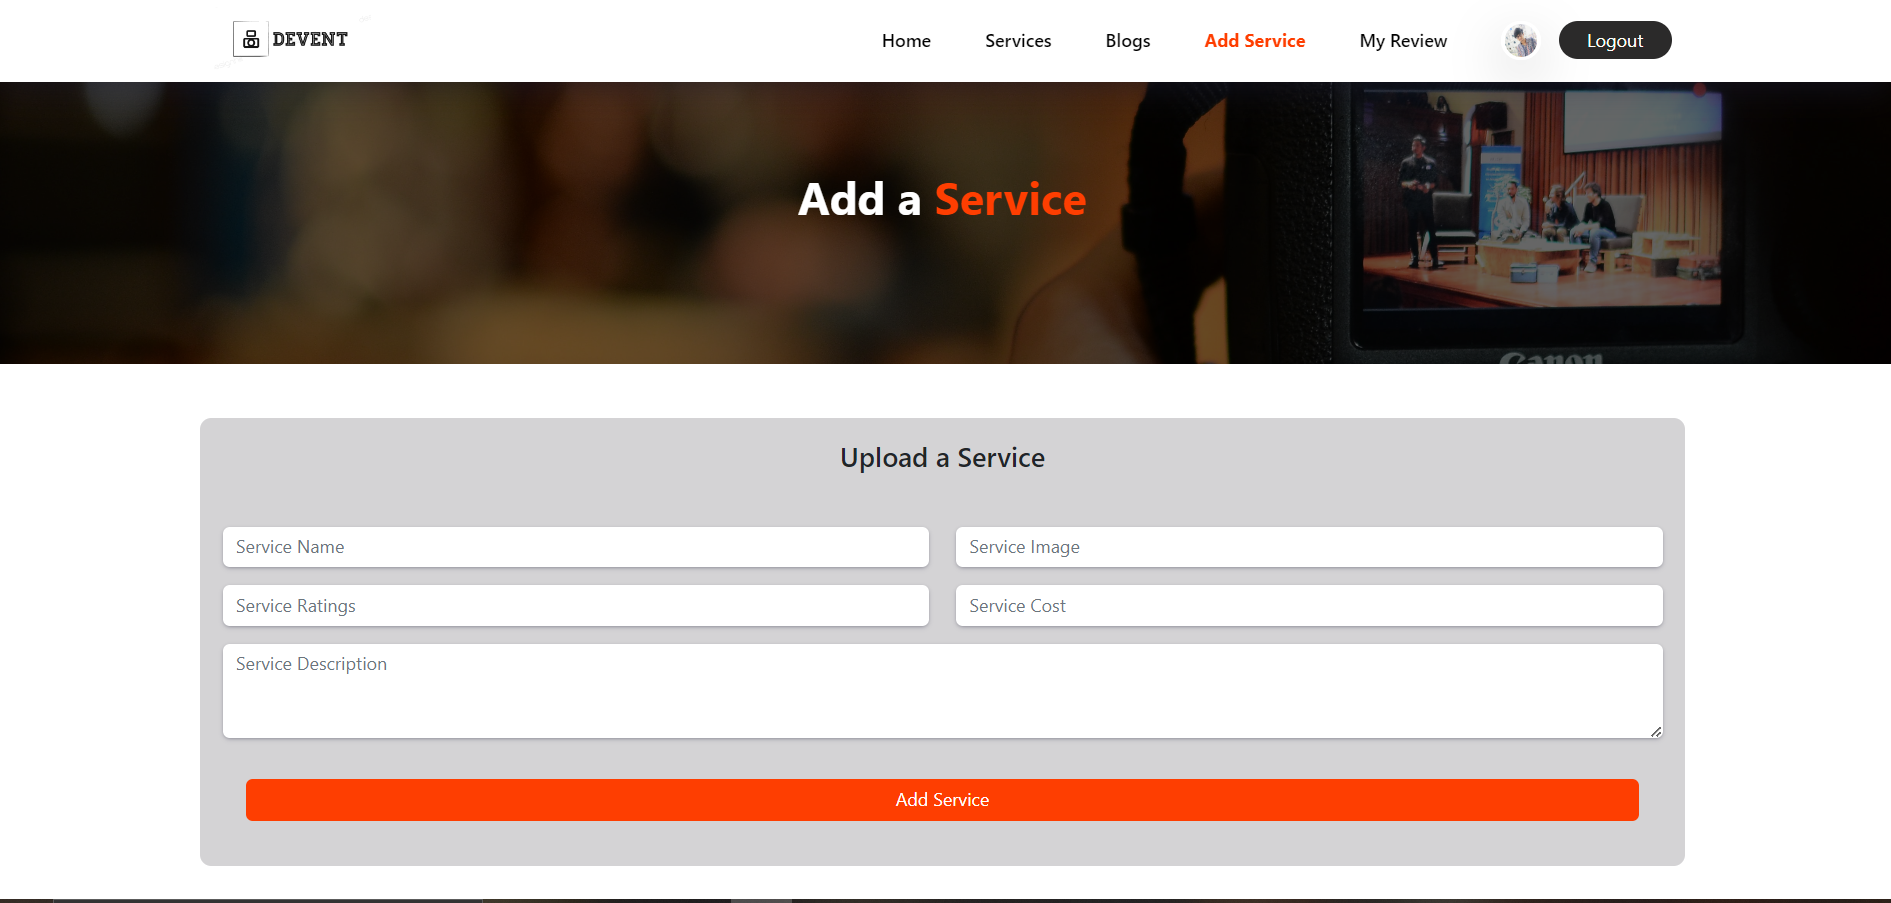 DEVENT
Home Services Blogs Add Service My Review Logout
Add a Service
Canon
Upload a Service
Service Name Service Image
Service Ratings Service Cost
Service Description
Add Service